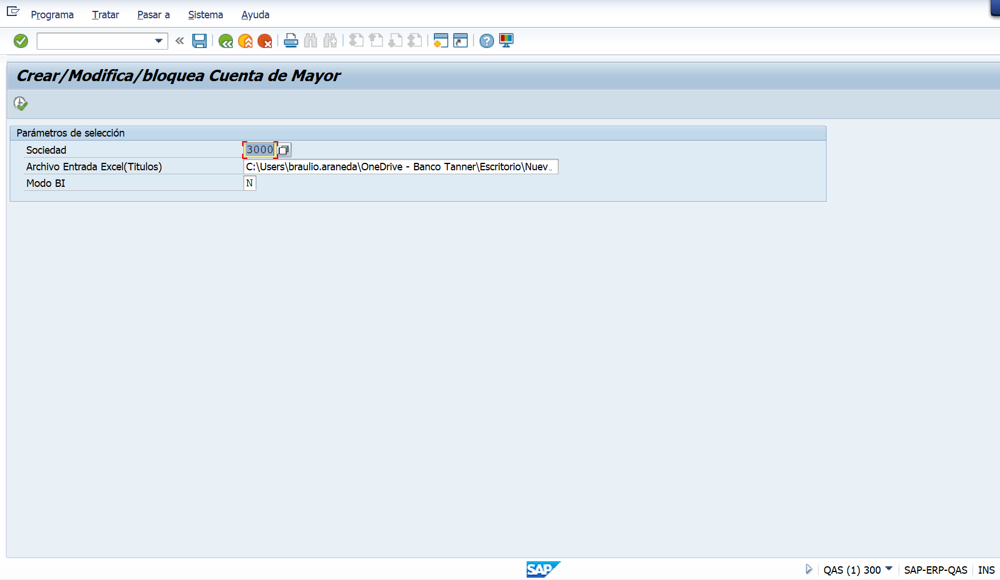 Programa Tratar Pasar a Sistema Ayuda
Crear/Modifica/bloquea Cuenta de Mayor
Parámetros de selección
Sociedad 3000
Archivo Entrada Excel(Titulos) C:\Users\braulio.araneda\OneDrive - Banco Tanner\Escritorio\Nuev...
Modo BI N
SAP QAS (1) 300 SAP-ERP-QAS INS